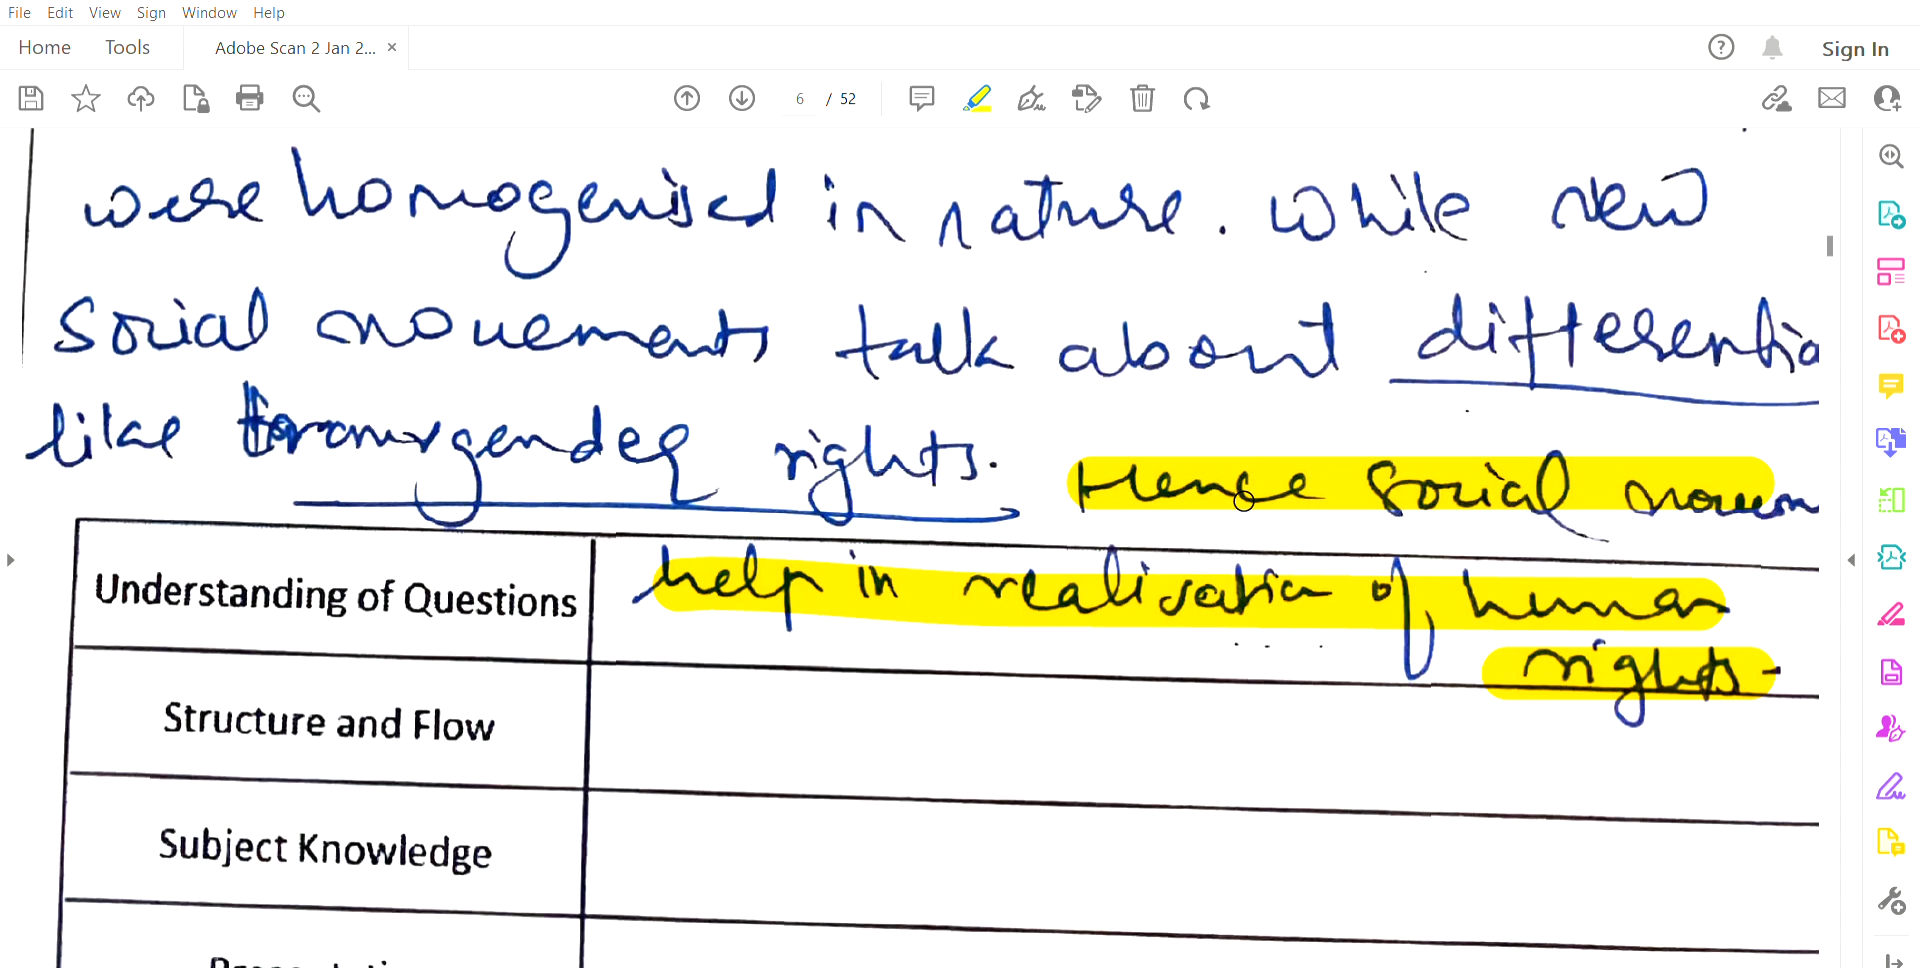 File Edit View Sign Window Help
Home Tools Adobe Scan 2 Jan 2... × Sign In
6 / 52
were homogenised in nature. While new
social movements talk about differentia
like transgender rights. Hence social movem
Understanding of Questions help in realisation of human
rights -
Structure and Flow
Subject Knowledge